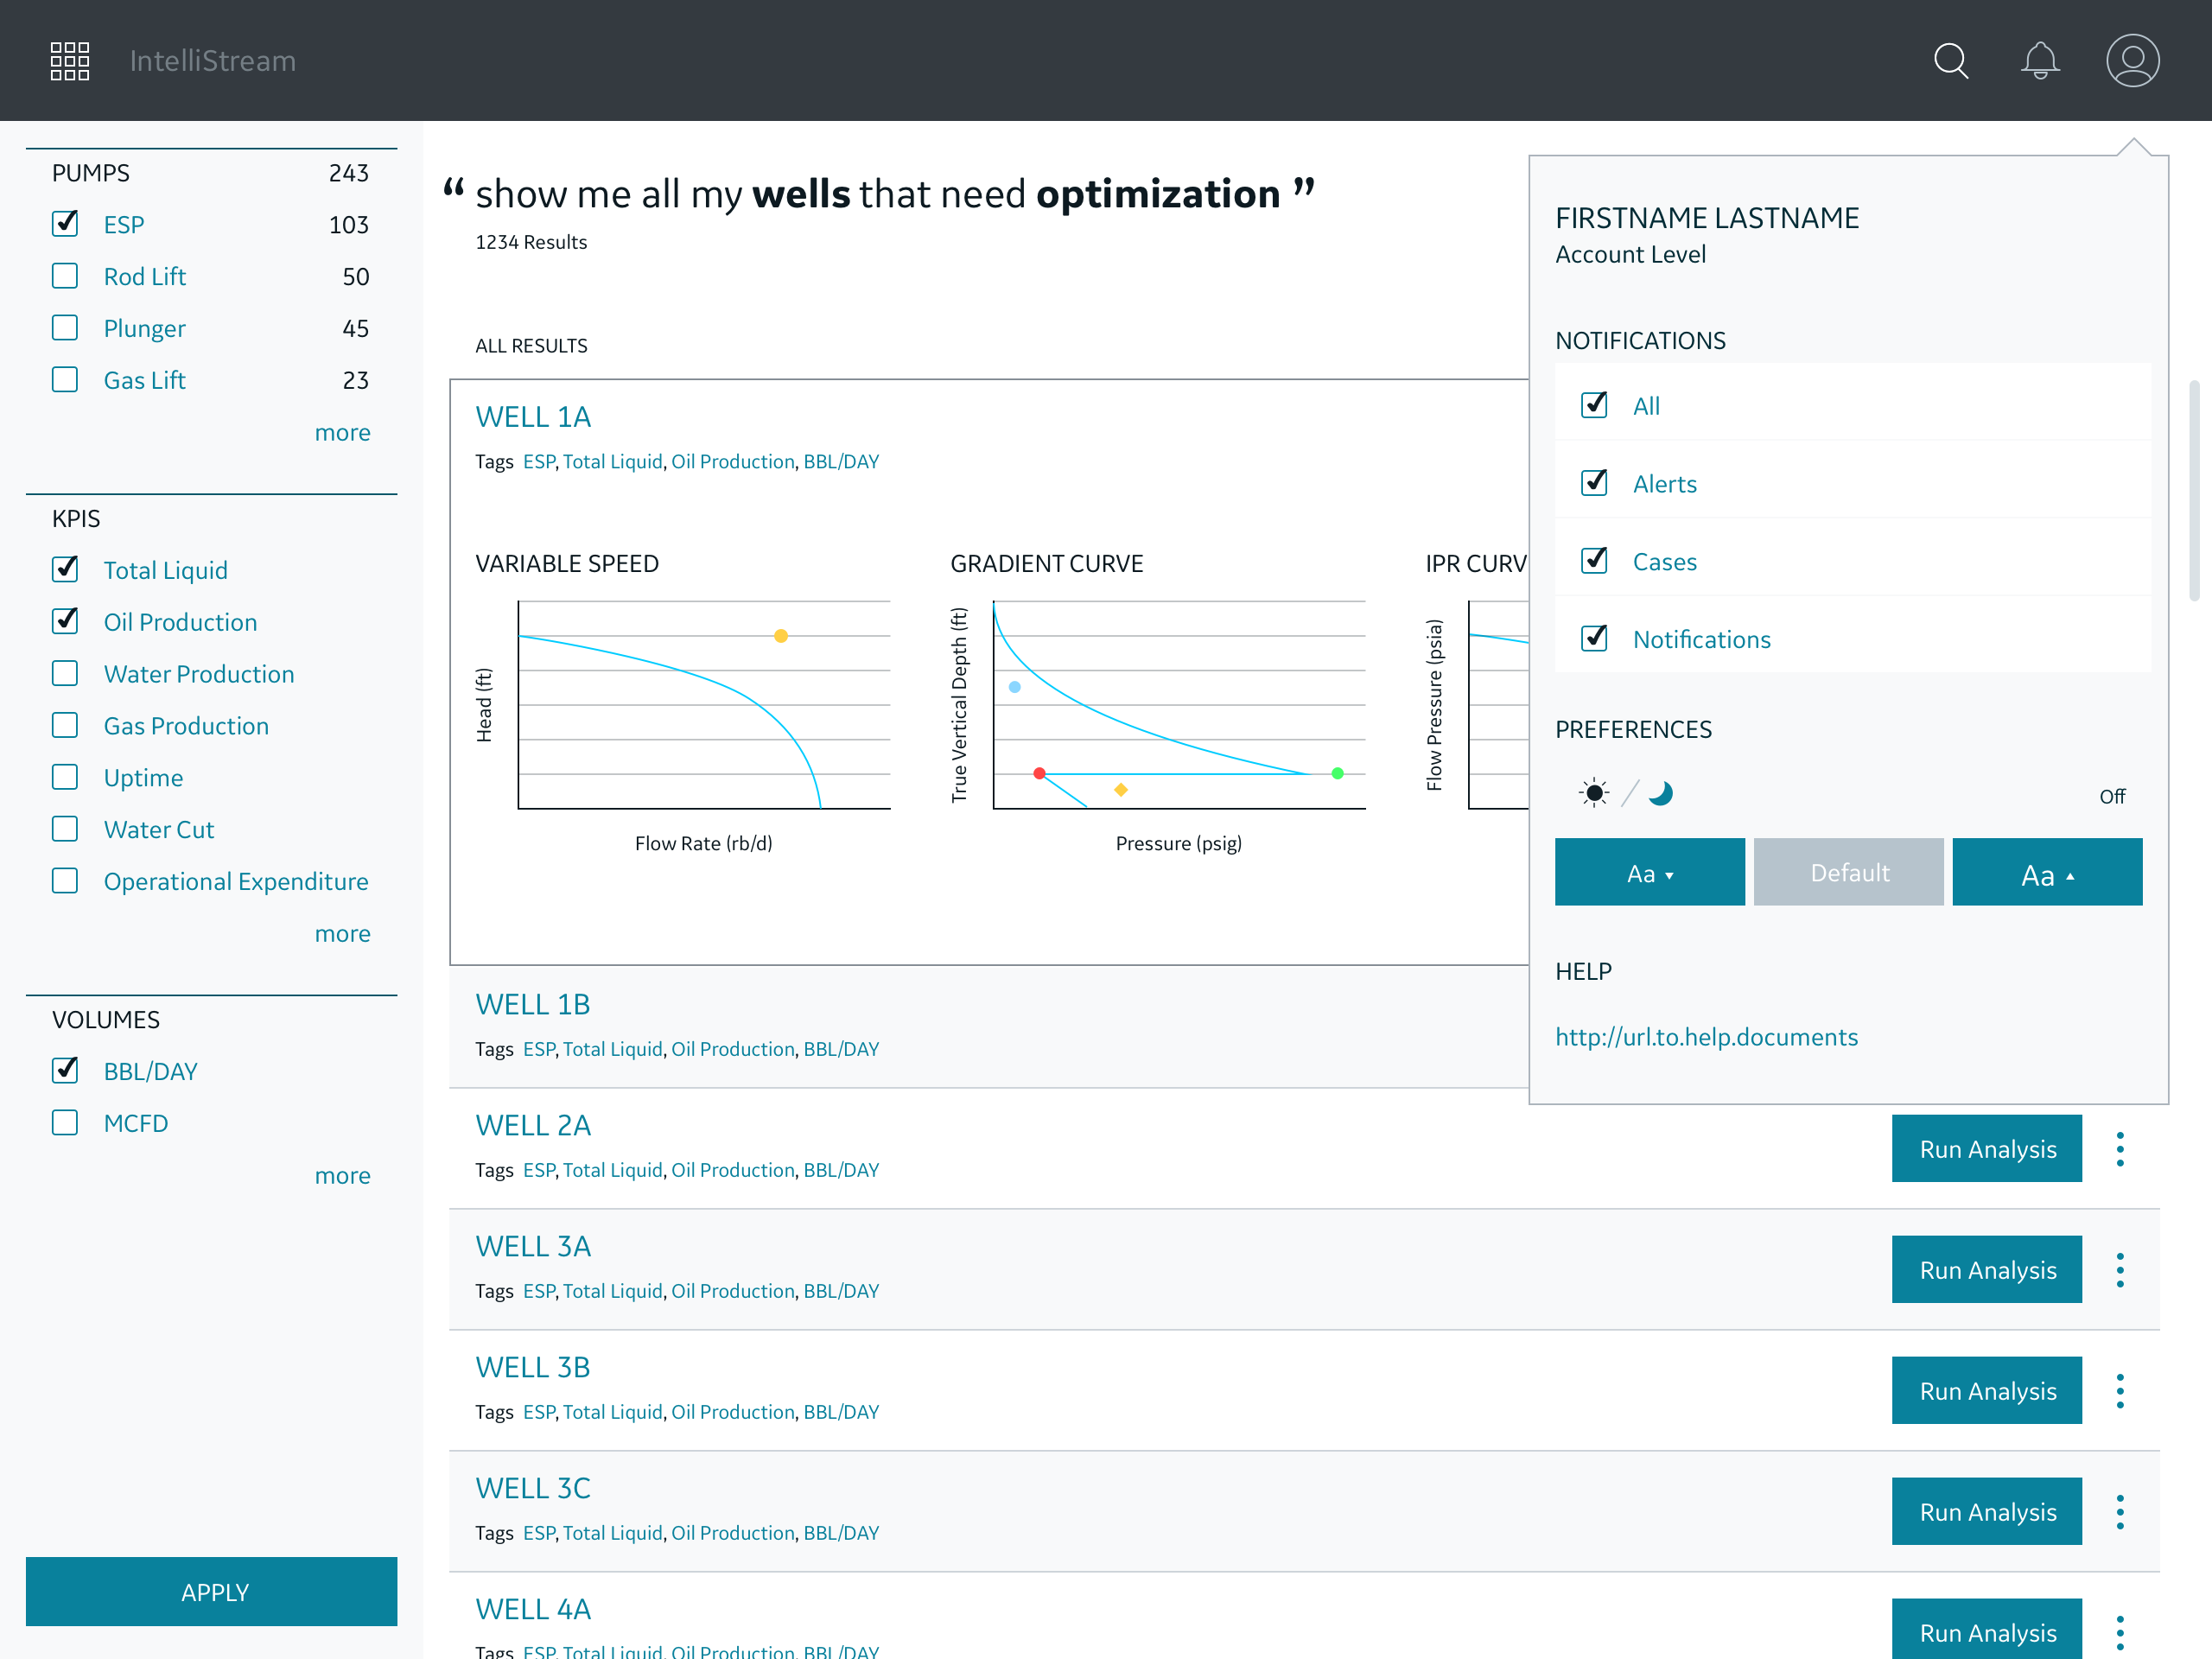 IntelliStream
PUMPS 243
ESP 103
Rod Lift 50
Plunger 45
Gas Lift 23
more
KPIS
Total Liquid
Oil Production
Water Production
Gas Production
Uptime
Water Cut
Operational Expenditure
more
VOLUMES
BBL/DAY
MCFD
more
APPLY
“ show me all my wells that need optimization ”
1234 Results
ALL RESULTS
WELL 1A
Tags ESP, Total Liquid, Oil Production, BBL/DAY
VARIABLE SPEED
Head (ft)
Flow Rate (rb/d)
GRADIENT CURVE
True Vertical Depth (ft)
Pressure (psig)
IPR CURV
Flow Pressure (psia)
WELL 1B
Tags ESP, Total Liquid, Oil Production, BBL/DAY
WELL 2A
Tags ESP, Total Liquid, Oil Production, BBL/DAY
Run Analysis
WELL 3A
Tags ESP, Total Liquid, Oil Production, BBL/DAY
Run Analysis
WELL 3B
Tags ESP, Total Liquid, Oil Production, BBL/DAY
Run Analysis
WELL 3C
Tags ESP, Total Liquid, Oil Production, BBL/DAY
Run Analysis
WELL 4A
Tags ESP, Total Liquid, Oil Production, BBL/DAY
Run Analysis
FIRSTNAME LASTNAME
Account Level
NOTIFICATIONS
All
Alerts
Cases
Notifications
PREFERENCES
Off
Aa Default Aa
HELP
http://url.to.help.documents